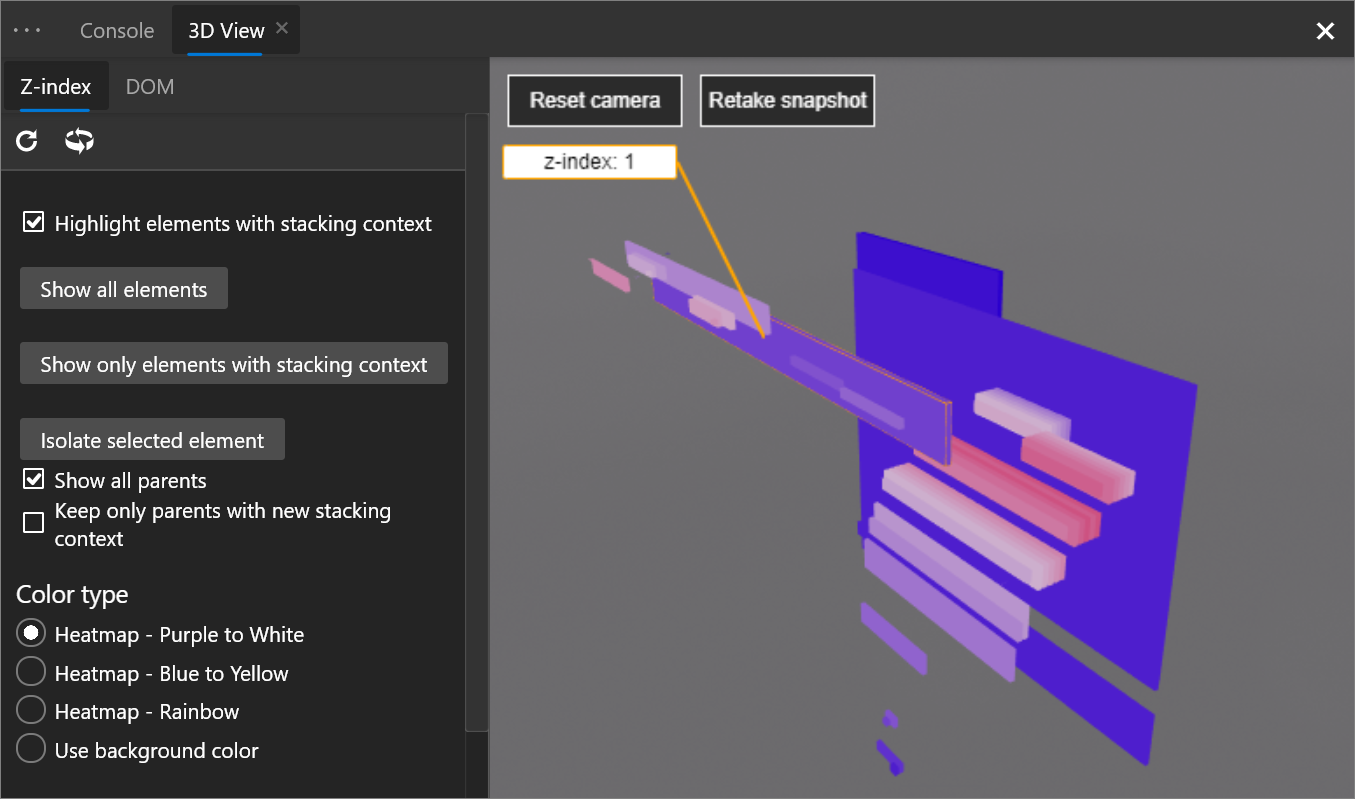 Console
3D View
Z-index
DOM
Reset camera
Retake snapshot
z-index: 1
Highlight elements with stacking context
Show all elements
Show only elements with stacking context
Isolate selected element
Show all parents
Keep only parents with new stacking
context
Color type
Heatmap - Purple to White
Heatmap - Blue to Yellow
Heatmap - Rainbow
Use background color